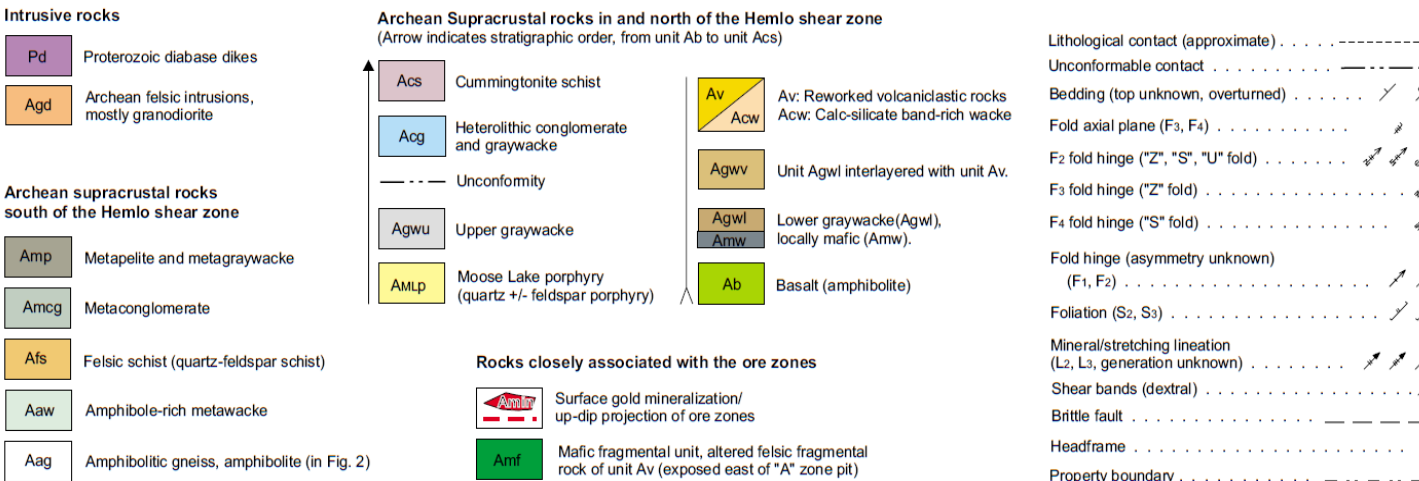 Intrusive rocks
Pd Proterozoic diabase dikes
Agd Archean felsic intrusions,
mostly granodiorite
Archean supracrustal rocks
south of the Hemlo shear zone
Amp Metapelite and metagraywacke
Amcg Metaconglomerate
Afs Felsic schist (quartz-feldspar schist)
Aaw Amphibole-rich metawacke
Aag Amphibolitic gneiss, amphibolite (in Fig. 2)
Archean Supracrustal rocks in and north of the Hemlo shear zone
(Arrow indicates stratigraphic order, from unit Ab to unit Acs)
Acs Cummingtonite schist
Acg Heterolithic conglomerate
and graywacke
Unconformity
Agwu Upper graywacke
AMLp Moose Lake porphyry
(quartz +/- feldspar porphyry)
Av Av: Reworked volcaniclastic rocks
Acw Acw: Calc-silicate band-rich wacke
Agwv Unit Agwl interlayered with unit Av.
Agwl Lower graywacke(Agwl),
Amw locally mafic (Amw).
Ab Basalt (amphibolite)
Rocks closely associated with the ore zones
Surface gold mineralization/
up-dip projection of ore zones
Amf Mafic fragmental unit, altered felsic fragmental
rock of unit Av (exposed east of "A" zone pit)
Lithological contact (approximate)
Unconformable contact
Bedding (top unknown, overturned)
Fold axial plane (F3, F4)
F2 fold hinge ("Z", "S", "U" fold)
F3 fold hinge ("Z" fold)
F4 fold hinge ("S" fold)
Fold hinge (asymmetry unknown)
(F1, F2)
Foliation (S2, S3)
Mineral/stretching lineation
(L2, L3, generation unknown)
Shear bands (dextral)
Brittle fault
Headframe
Property boundary